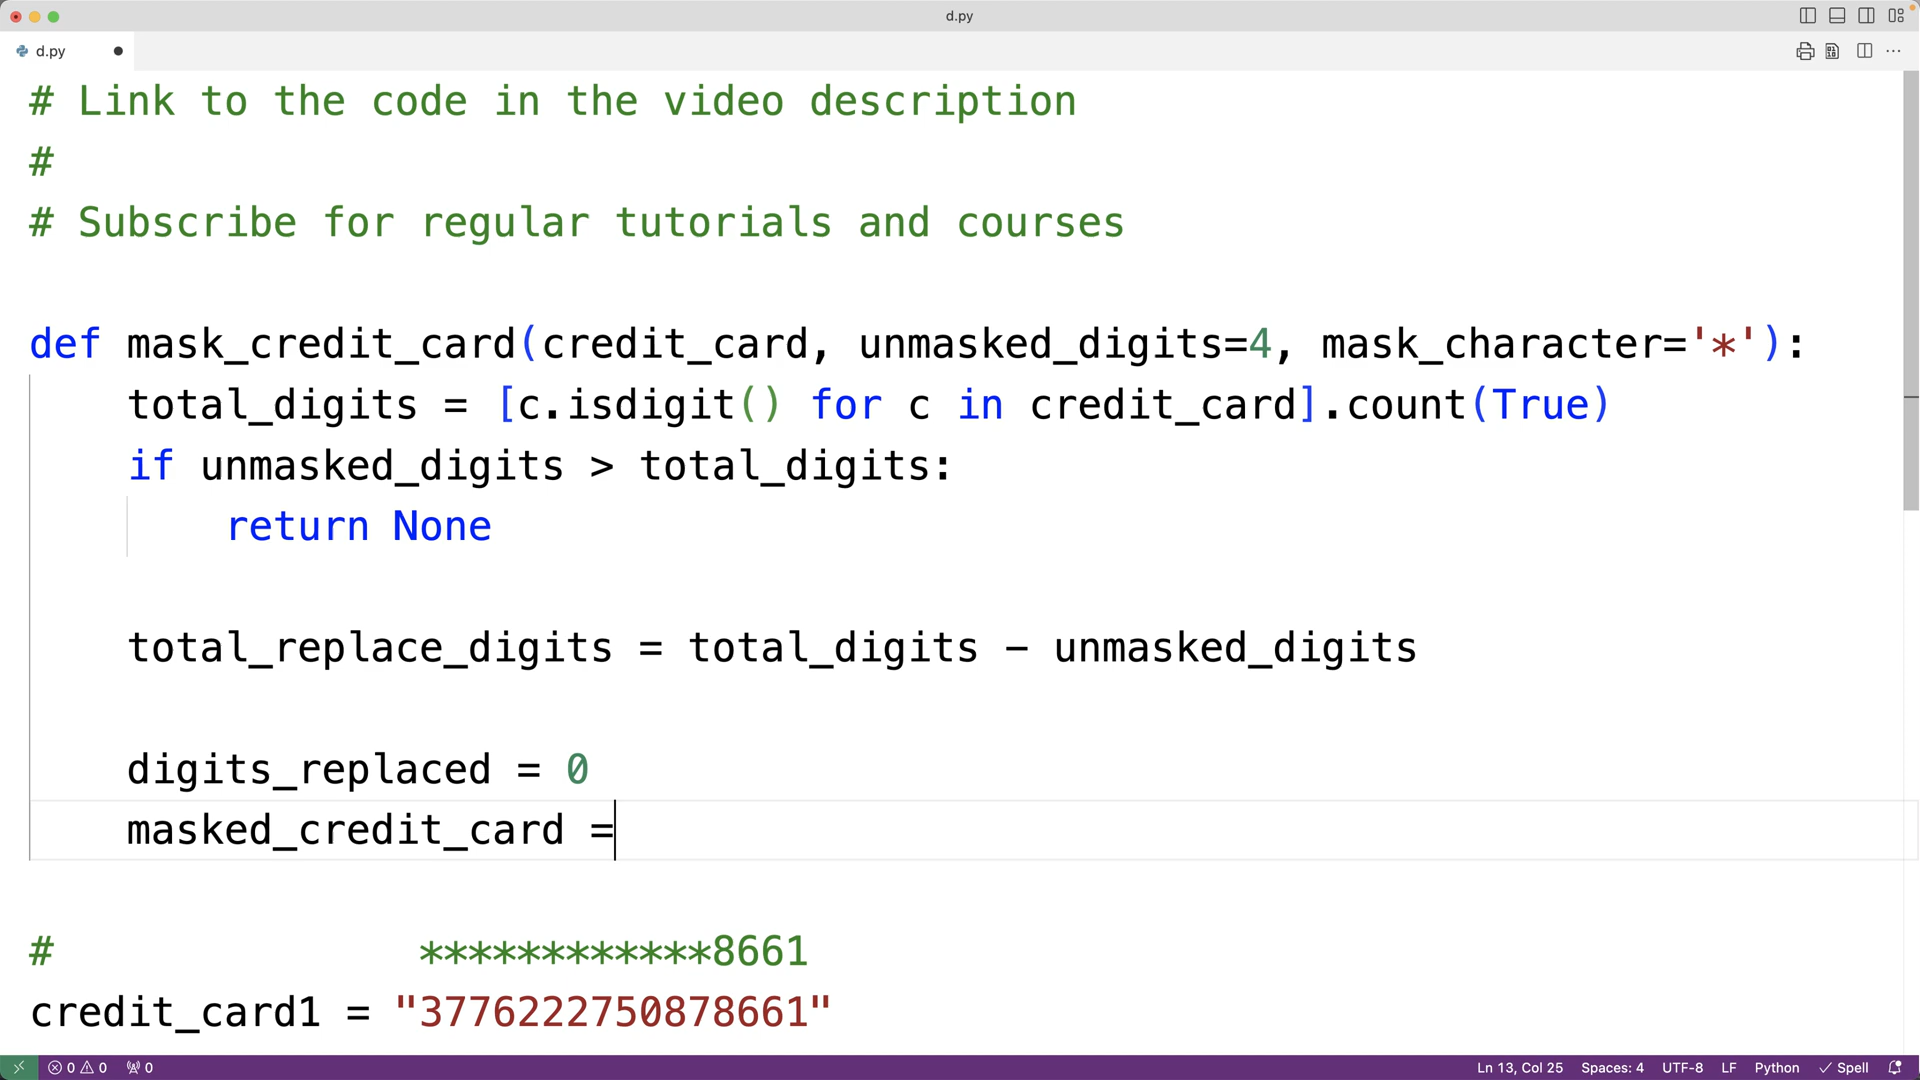 d.py
d.py
# Link to the code in the video description
#
# Subscribe for regular tutorials and courses
def mask_credit_card(credit_card, unmasked_digits=4, mask_character='*'):
total_digits = [c.isdigit() for c in credit_card].count(True)
if unmasked_digits > total_digits:
return None
total_replace_digits = total_digits - unmasked_digits
digits_replaced = 0
masked_credit_card =
# ************8661
credit_card1 = "3776222750878661"
0 0 0 Ln 13, Col 25 Spaces: 4 UTF-8 LF Python Spell